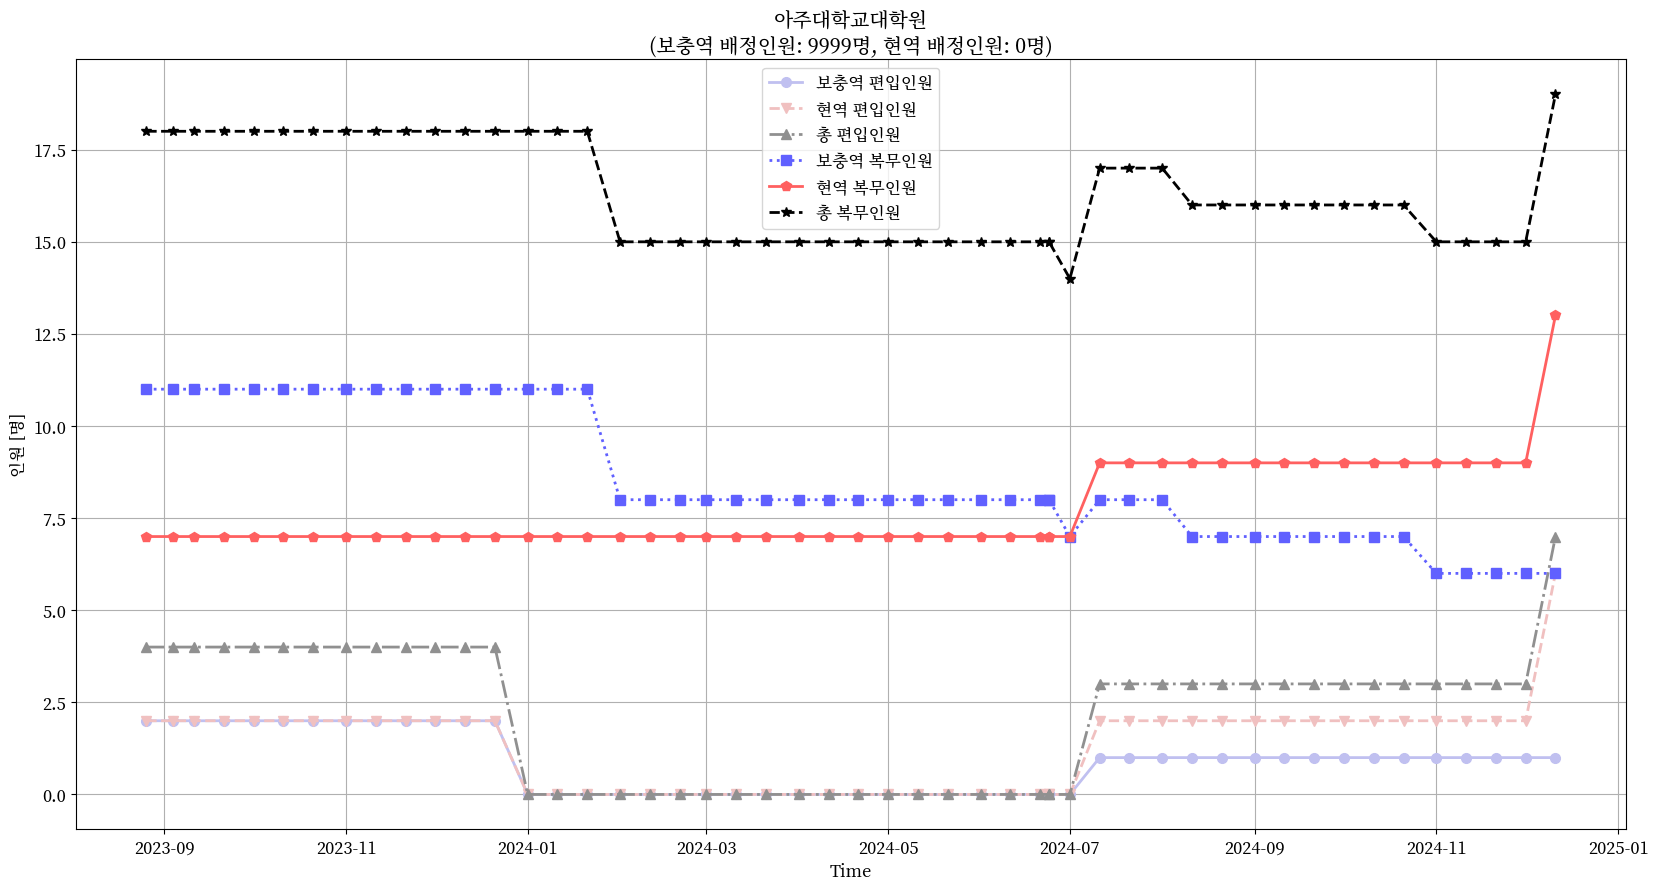 아주대학교대학원
(보충역 배정인원: 9999명, 현역 배정인원: 0명)
보충역 편입인원
현역 편입인원
총 편입인원
보충역 복무인원
현역 복무인원
총 복무인원
인원 [명]
17.5
15.0
12.5
10.0
7.5
5.0
2.5
0.0
2023-09
2023-11
2024-01
2024-03
2024-05
2024-07
2024-09
2024-11
2025-01
Time